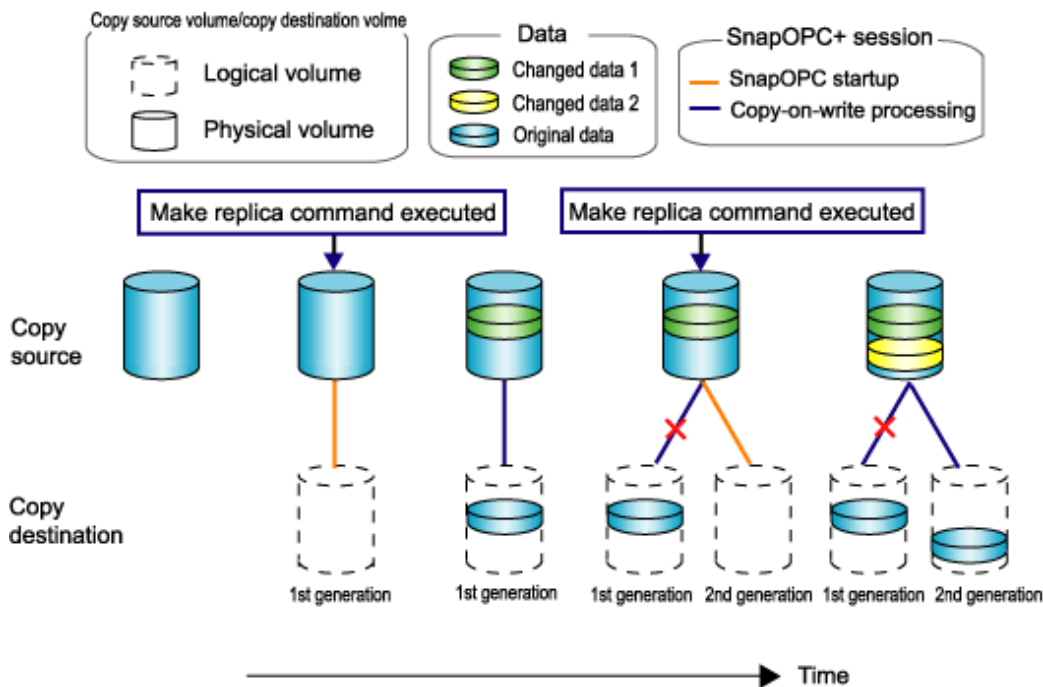 Copy source volume/copy destination volme
Logical volume
Physical volume
Data
Changed data 1
Changed data 2
Original data
SnapOPC+ session
SnapOPC startup
Copy-on-write processing
Make replica command executed
Make replica command executed
Copy
source
Copy
destination
1st generation
1st generation
1st generation
2nd generation
1st generation
2nd generation
Time